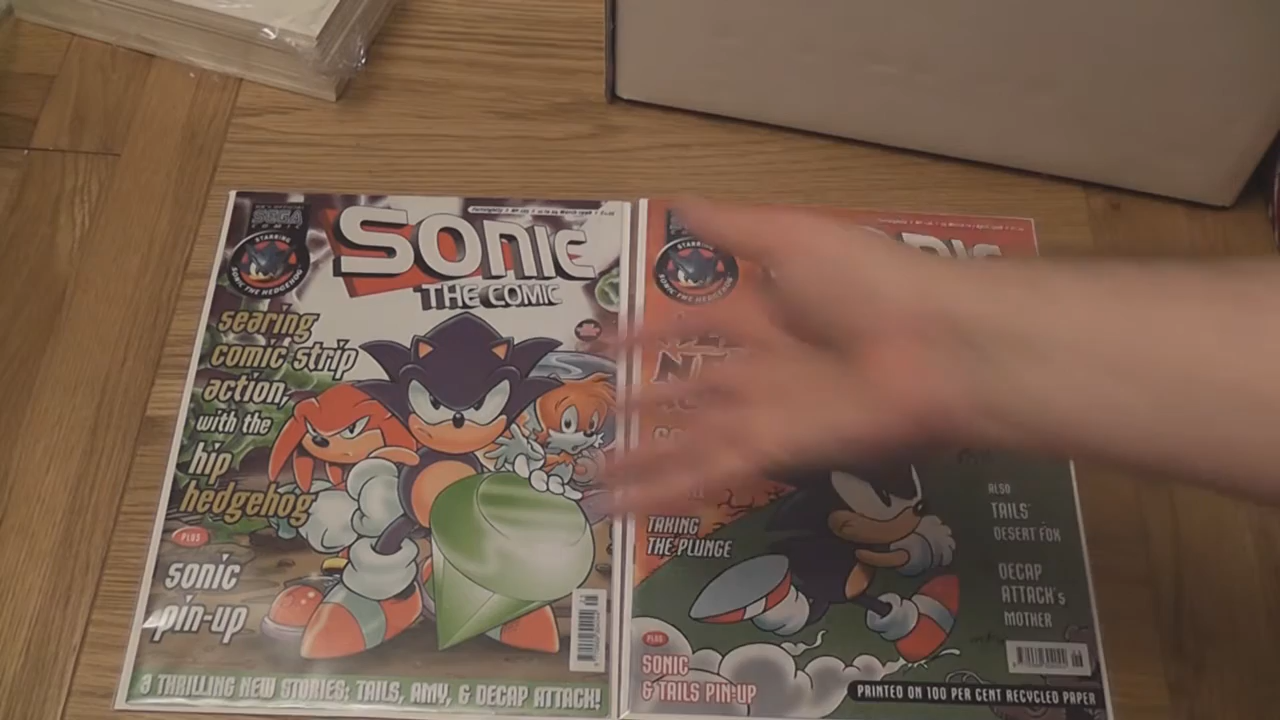 SEGA
COMIC
STARRING
SONIC THE HEDGEHOG
SONIC
THE COMIC
searing
comic strip
action,
with the
hip
hedgehog
PLUS
sonic
pin-up
3 THRILLING NEW STORIES: TAILS, AMY, & DECAP ATTACK!
STARRING
SONIC THE HEDGEHOG
TAKING
THE PLUNGE
ALSO
TAILS
DESERT FOX
DECAP
ATTACK's
MOTHER
PLUS
SONIC
& TAILS PIN-UP
PRINTED ON 100 PER CENT RECYCLED PAPER